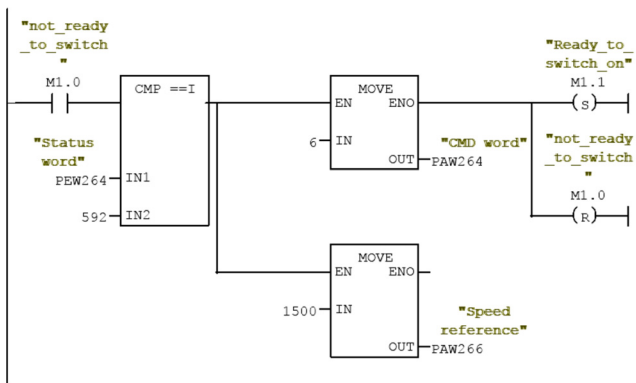 "not_ready
_to_switch
"
M1.0
CMP ==I
"Status
word"
PEW264
IN1
592
IN2
MOVE
EN
ENO
6
IN
"CMD word"
OUT
PAW264
"Ready_to_
switch_on"
M1.1
(S)
"not_ready
_to_switch
"
M1.0
(R)
MOVE
EN
ENO
1500
IN
"Speed
reference"
OUT
PAW266